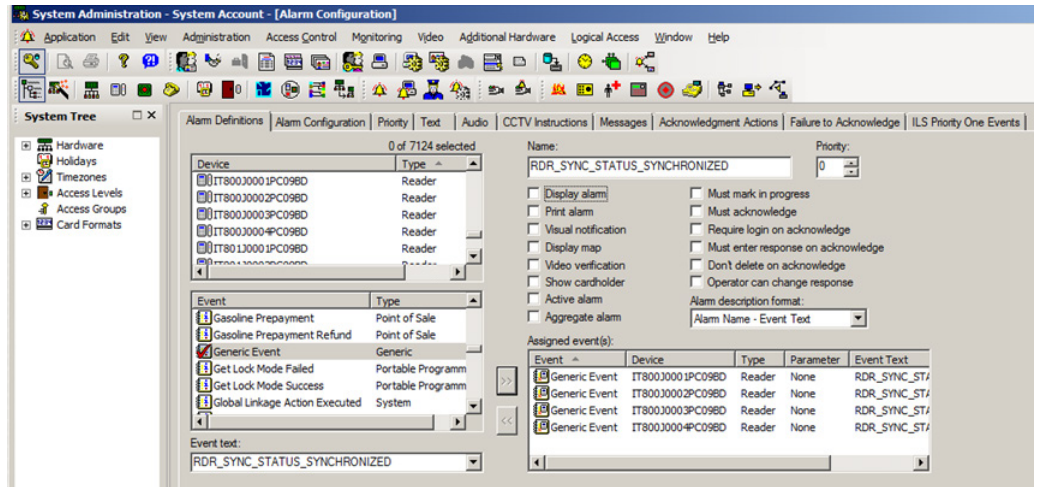 System Administration - System Account - [Alarm Configuration]
Application Edit View Administration Access Control Monitoring Video Additional Hardware Logical Access Window Help
System Tree
Hardware
Holidays
Timezones
Access Levels
Access Groups
Card Formats
Alarm Definitions Alarm Configuration Priority Text Audio CCTV Instructions Messages Acknowledgment Actions Failure to Acknowledge ILS Priority One Events
0 of 7124 selected
Device Type
IT800J0001PC09BD Reader
IT800J0002PC09BD Reader
IT800J0003PC09BD Reader
IT800J0004PC09BD Reader
IT801J0001PC09BD Reader
Event Type
Gasoline Prepayment Point of Sale
Gasoline Prepayment Refund Point of Sale
Generic Event Generic
Get Lock Mode Failed Portable Programm
Get Lock Mode Success Portable Programm
Global Linkage Action Executed System
Event text:
RDR_SYNC_STATUS_SYNCHRONIZED
>>
<<
Name: Priority:
RDR_SYNC_STATUS_SYNCHRONIZED 0
Display alarm Must mark in progress
Print alarm Must acknowledge
Visual notification Require login on acknowledge
Display map Must enter response on acknowledge
Video verification Don't delete on acknowledge
Show cardholder Operator can change response
Active alarm Alarm description format:
Aggregate alarm Alarm Name - Event Text
Assigned event(s):
Event Device Type Parameter Event Text
Generic Event IT800J0001PC09BD Reader None RDR_SYNC_STA
Generic Event IT800J0002PC09BD Reader None RDR_SYNC_STA
Generic Event IT800J0003PC09BD Reader None RDR_SYNC_STA
Generic Event IT800J0004PC09BD Reader None RDR_SYNC_STA